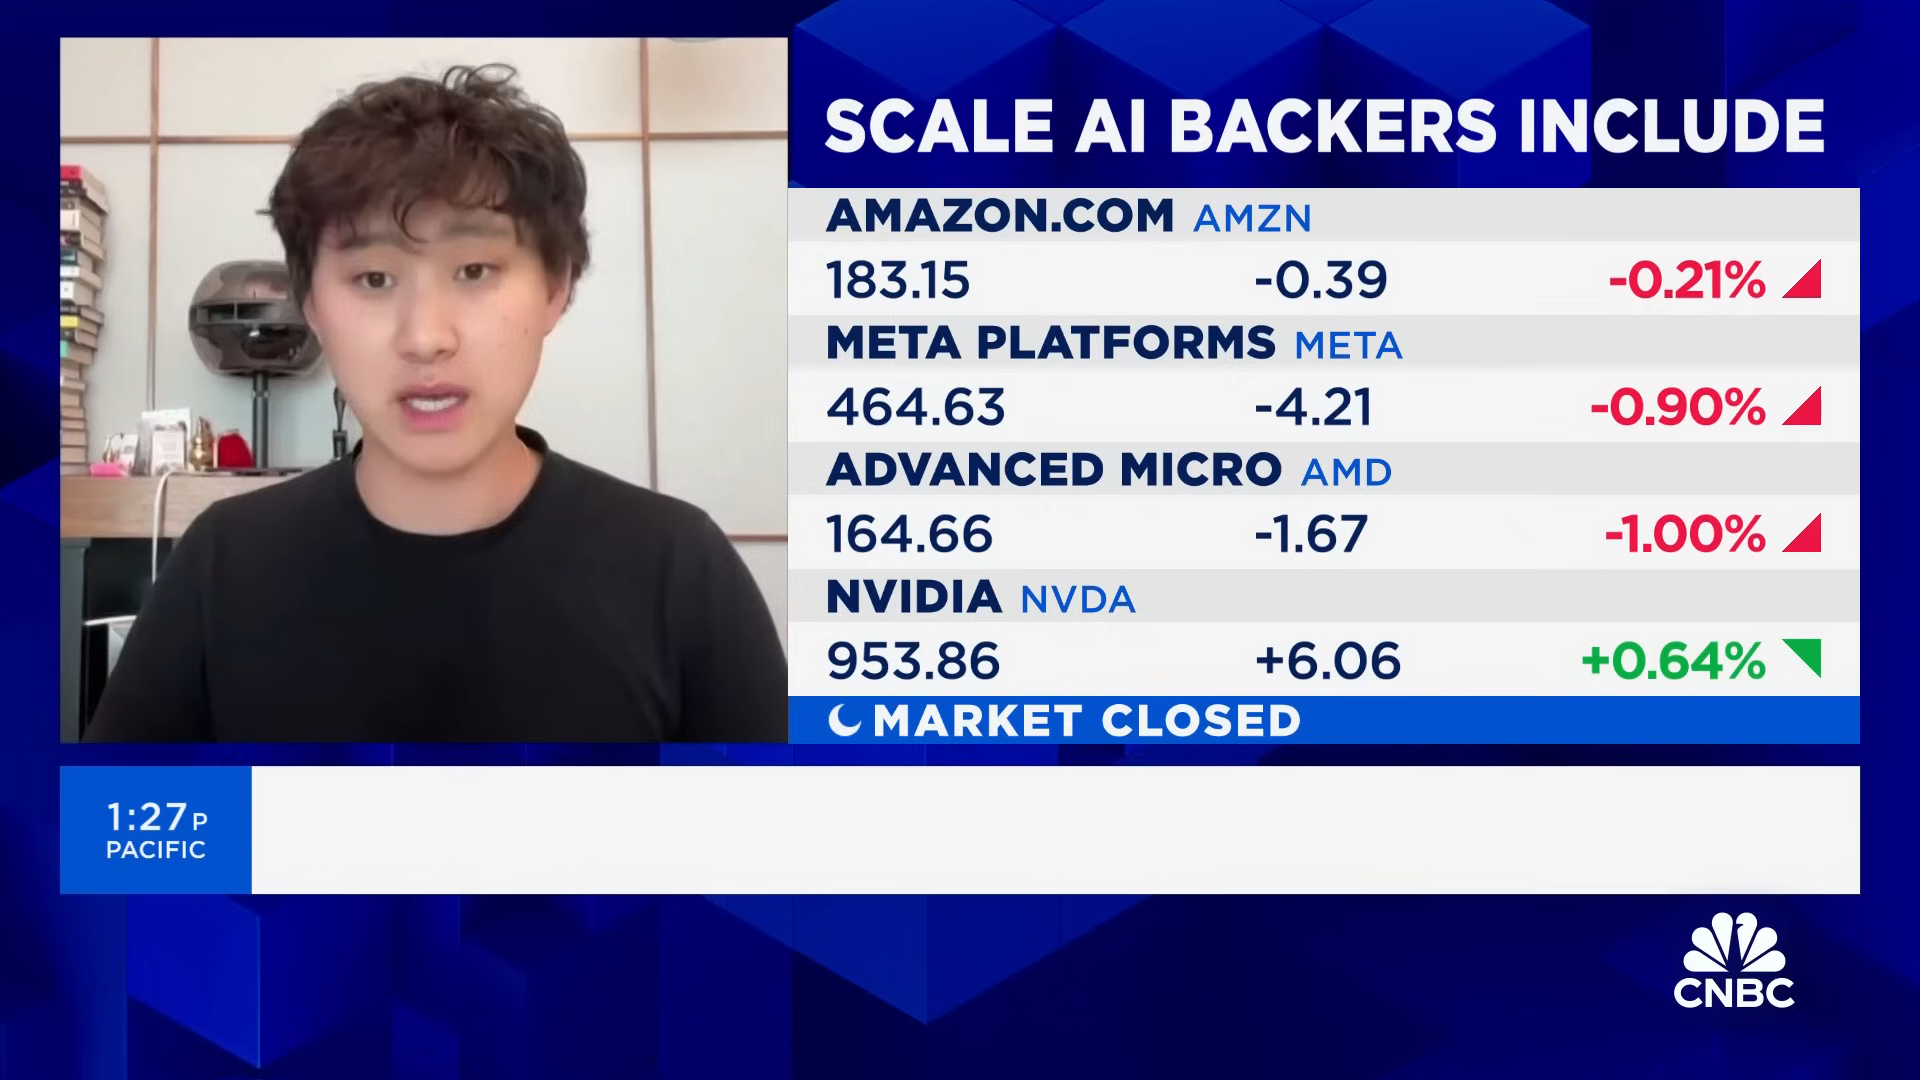 SCALE AI BACKERS INCLUDE
AMAZON.COM AMZN
183.15 -0.39 -0.21%
META PLATFORMS META
464.63 -4.21 -0.90%
ADVANCED MICRO AMD
164.66 -1.67 -1.00%
NVIDIA NVDA
953.86 +6.06 +0.64%
MARKET CLOSED
1:27P
PACIFIC
CNBC